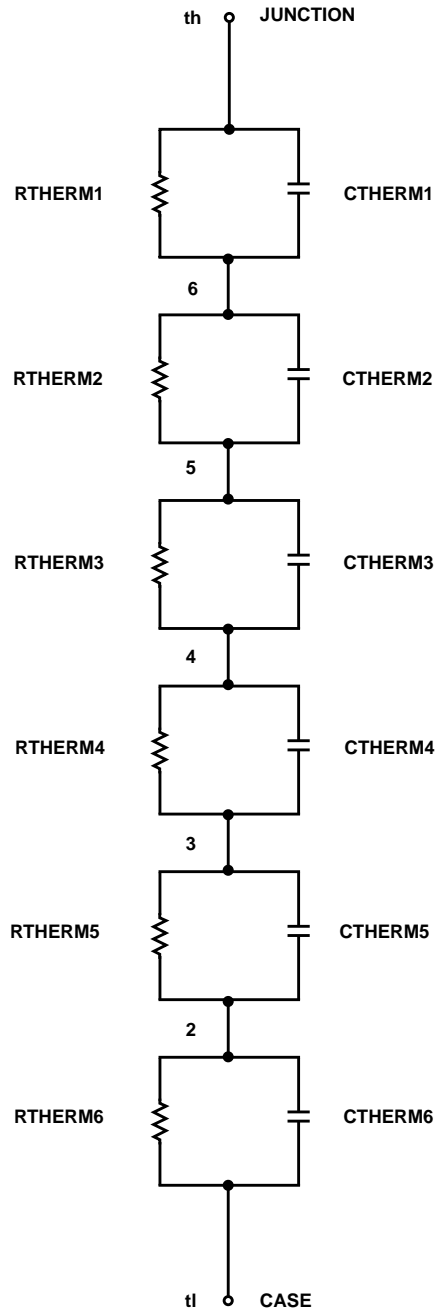 th JUNCTION
RTHERM1 CTHERM1
6
RTHERM2 CTHERM2
5
RTHERM3 CTHERM3
4
RTHERM4 CTHERM4
3
RTHERM5 CTHERM5
2
RTHERM6 CTHERM6
tl CASE